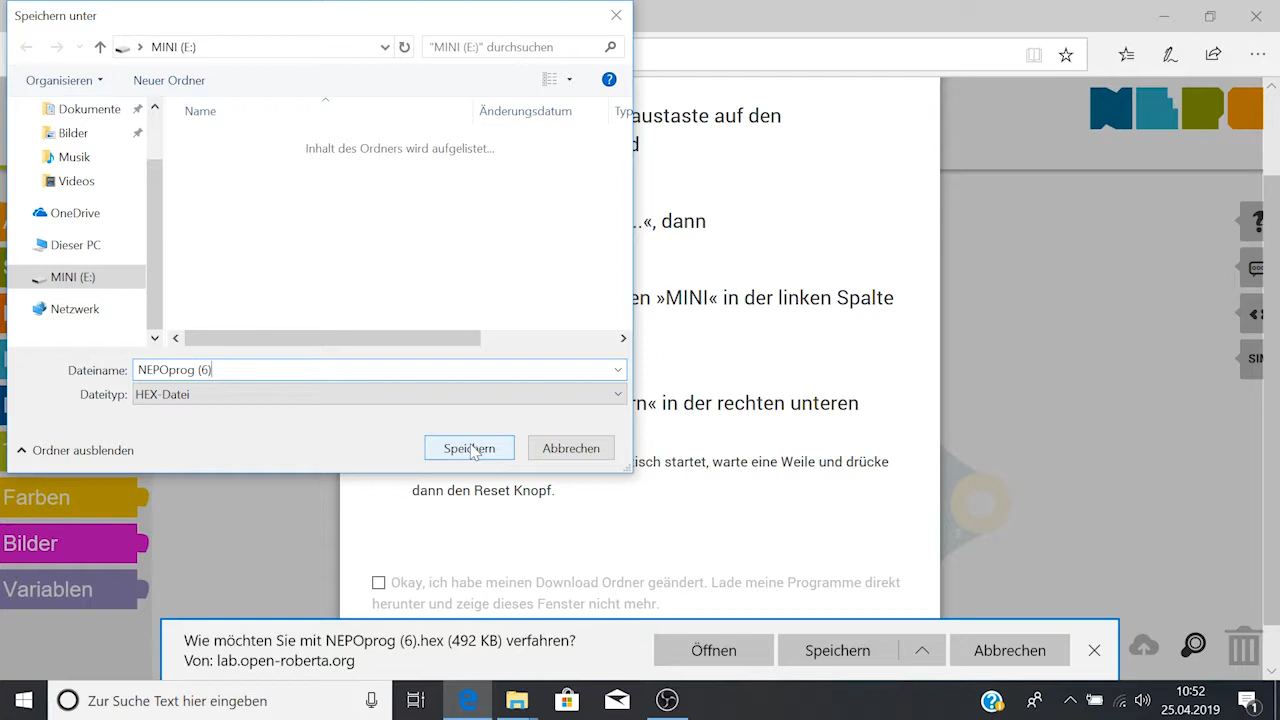 Speichern unter
MINI (E:)
"MINI (E:)" durchsuchen
Organisieren
Neuer Ordner
Dokumente
Bilder
Musik
Videos
OneDrive
Dieser PC
MINI (E:)
Netzwerk
Name
Änderungsdatum
Typ
Inhalt des Ordners wird aufgelistet...
Dateiname: NEPOprog (6)
Dateityp: HEX-Datei
Ordner ausblenden
Speichern
Abbrechen
austaste auf den
d
..«, dann
en »MINI« in der linken Spalte
rn« in der rechten unteren
isch startet, warte eine Weile und drücke
dann den Reset Knopf.
Okay, ich habe meinen Download Ordner geändert. Lade meine Programme direkt
herunter und zeige dieses Fenster nicht mehr.
Farben
Bilder
Variablen
SIM
Wie möchten Sie mit NEPOprog (6).hex (492 KB) verfahren?
Von: lab.open-roberta.org
Öffnen
Speichern
Abbrechen
Zur Suche Text hier eingeben
10:52
25.04.2019
1